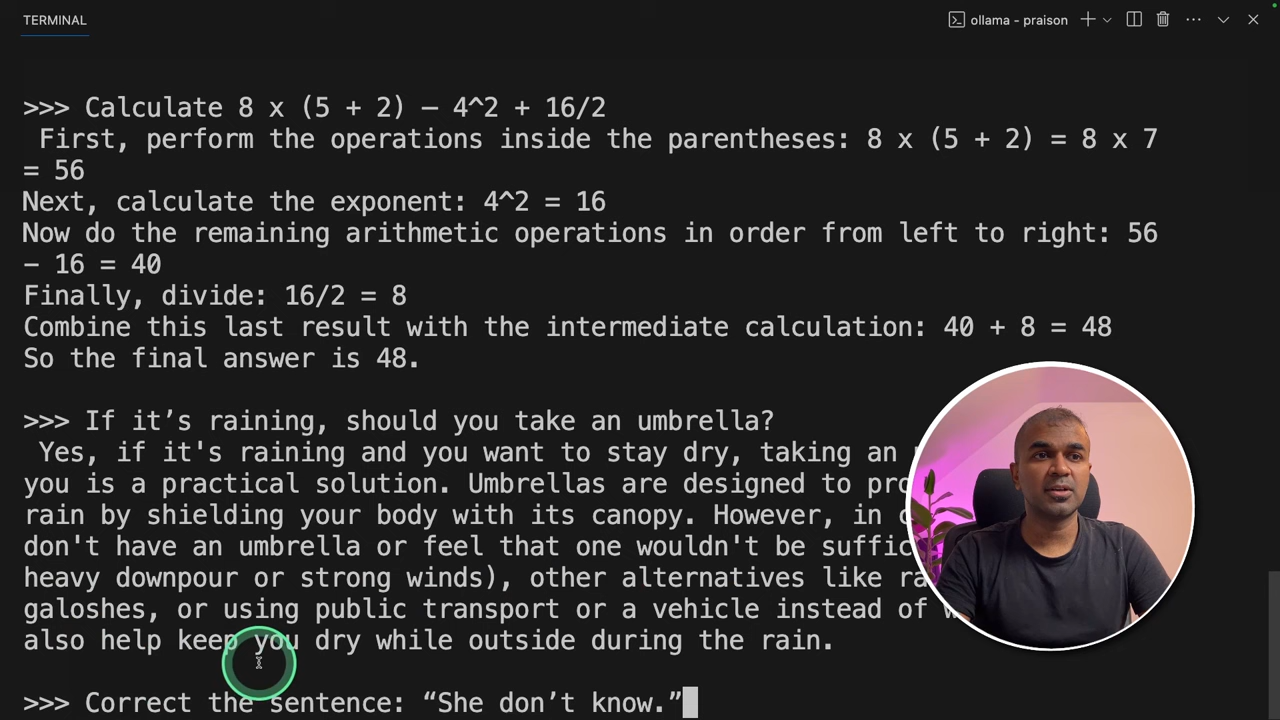 TERMINAL
ollama - praison
>>> Calculate 8 x (5 + 2) – 4^2 + 16/2
First, perform the operations inside the parentheses: 8 x (5 + 2) = 8 x 7
= 56
Next, calculate the exponent: 4^2 = 16
Now do the remaining arithmetic operations in order from left to right: 56
– 16 = 40
Finally, divide: 16/2 = 8
Combine this last result with the intermediate calculation: 40 + 8 = 48
So the final answer is 48.
>>> If it’s raining, should you take an umbrella?
Yes, if it's raining and you want to stay dry, taking an
you is a practical solution. Umbrellas are designed to
rain by shielding your body with its canopy. However, in
don't have an umbrella or feel that one wouldn't be
heavy downpour or strong winds), other alternatives like
galoshes, or using public transport or a vehicle instead of
also help keep you dry while outside during the rain.
>>> Correct the sentence: “She don’t know.”